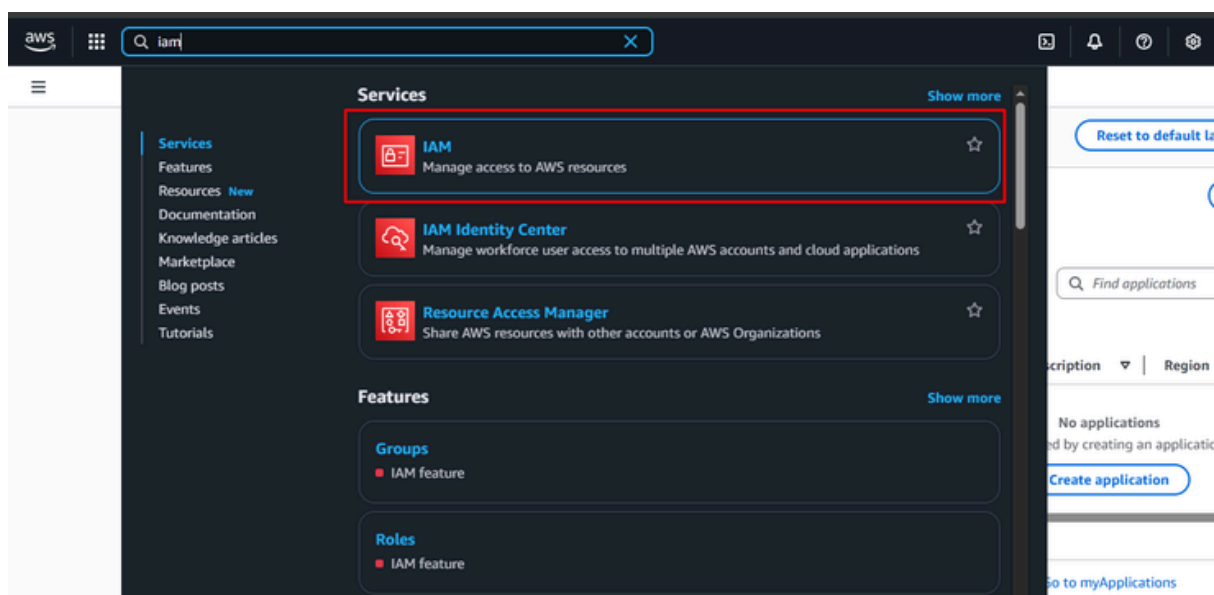 aws
iam
Services
Show more
Services
Features
Resources New
Documentation
Knowledge articles
Marketplace
Blog posts
Events
Tutorials
IAM
Manage access to AWS resources
IAM Identity Center
Manage workforce user access to multiple AWS accounts and cloud applications
Resource Access Manager
Share AWS resources with other accounts or AWS Organizations
Features
Show more
Groups
IAM feature
Roles
IAM feature
Reset to default la
Find applications
cription
Region
No applications
ed by creating an applicatio
Create application
Go to myApplications